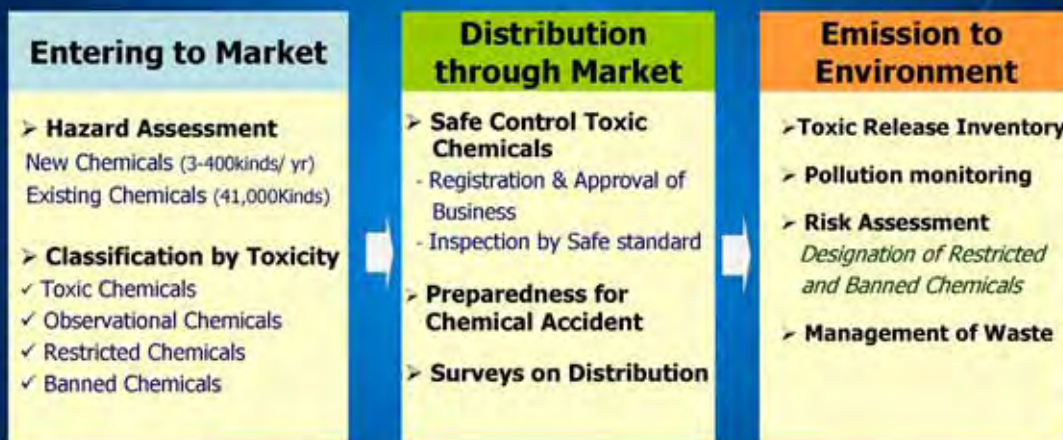 Entering to Market
➢ Hazard Assessment
New Chemicals (3-400kinds/ yr)
Existing Chemicals (41,000Kinds)
➢ Classification by Toxicity
✓ Toxic Chemicals
✓ Observational Chemicals
✓ Restricted Chemicals
✓ Banned Chemicals
Distribution
through Market
➢ Safe Control Toxic
Chemicals
- Registration & Approval of
Business
- Inspection by Safe standard
➢ Preparedness for
Chemical Accident
➢ Surveys on Distribution
Emission to
Environment
➢Toxic Release Inventory
➢ Pollution monitoring
➢ Risk Assessment
Designation of Restricted
and Banned Chemicals
➢ Management of Waste